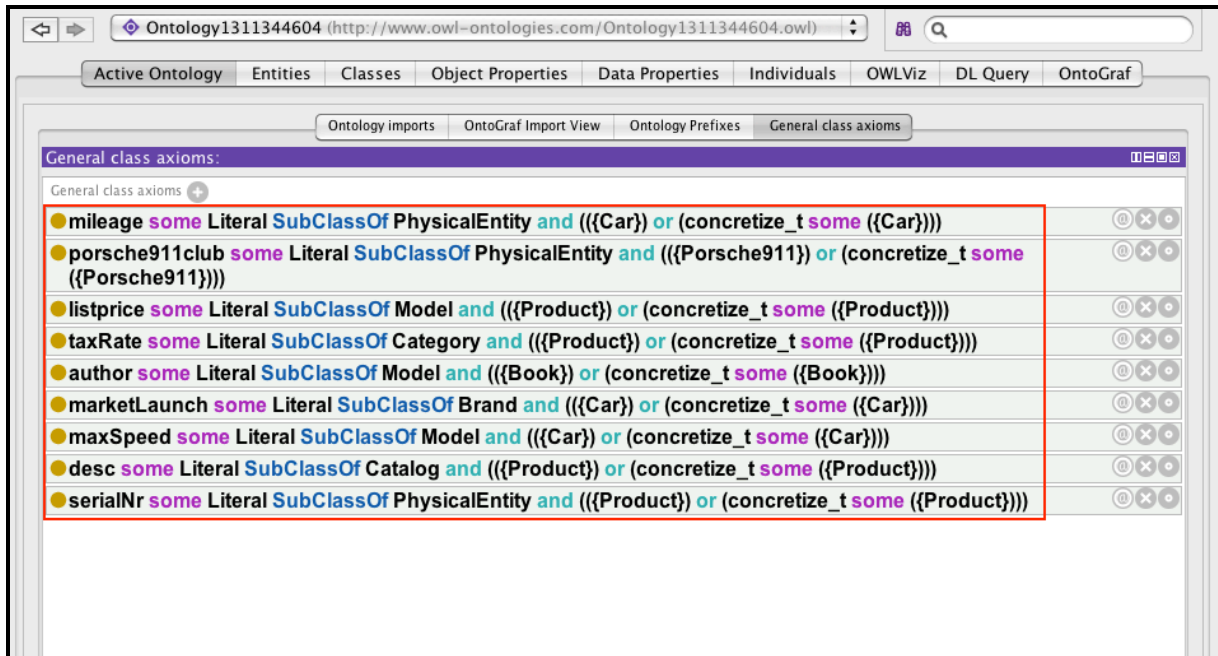 Ontology1311344604 (http://www.owl-ontologies.com/Ontology1311344604.owl)
Active Ontology Entities Classes Object Properties Data Properties Individuals OWLViz DL Query OntoGraf
Ontology imports OntoGraf Import View Ontology Prefixes General class axioms
General class axioms:
General class axioms
mileage some Literal SubClassOf PhysicalEntity and (({Car}) or (concretize_t some ({Car})))
porsche911club some Literal SubClassOf PhysicalEntity and (({Porsche911}) or (concretize_t some
({Porsche911})))
listprice some Literal SubClassOf Model and (({Product}) or (concretize_t some ({Product})))
taxRate some Literal SubClassOf Category and (({Product}) or (concretize_t some ({Product})))
author some Literal SubClassOf Model and (({Book}) or (concretize_t some ({Book})))
marketLaunch some Literal SubClassOf Brand and (({Car}) or (concretize_t some ({Car})))
maxSpeed some Literal SubClassOf Model and (({Car}) or (concretize_t some ({Car})))
desc some Literal SubClassOf Catalog and (({Product}) or (concretize_t some ({Product})))
serialNr some Literal SubClassOf PhysicalEntity and (({Product}) or (concretize_t some ({Product})))